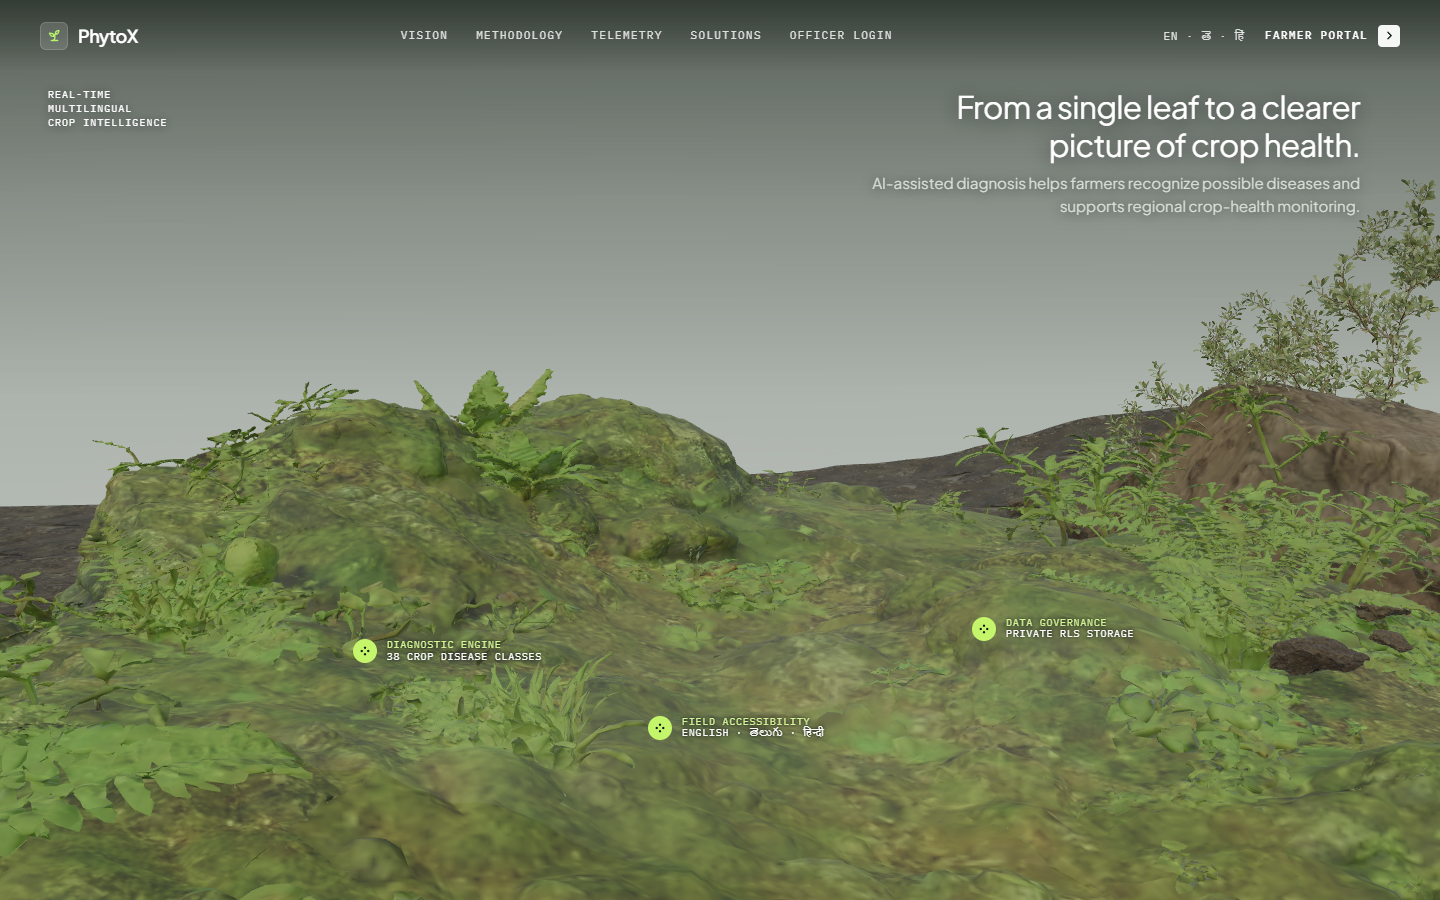 PhytoX
VISION METHODOLOGY TELEMETRY SOLUTIONS OFFICER LOGIN
EN · తె · हिं FARMER PORTAL
REAL-TIME
MULTILINGUAL
CROP INTELLIGENCE
From a single leaf to a clearer
picture of crop health.
AI-assisted diagnosis helps farmers recognize possible diseases and
supports regional crop-health monitoring.
DATA GOVERNANCE
PRIVATE RLS STORAGE
DIAGNOSTIC ENGINE
38 CROP DISEASE CLASSES
FIELD ACCESSIBILITY
ENGLISH · తెలుగు · हिन्दी